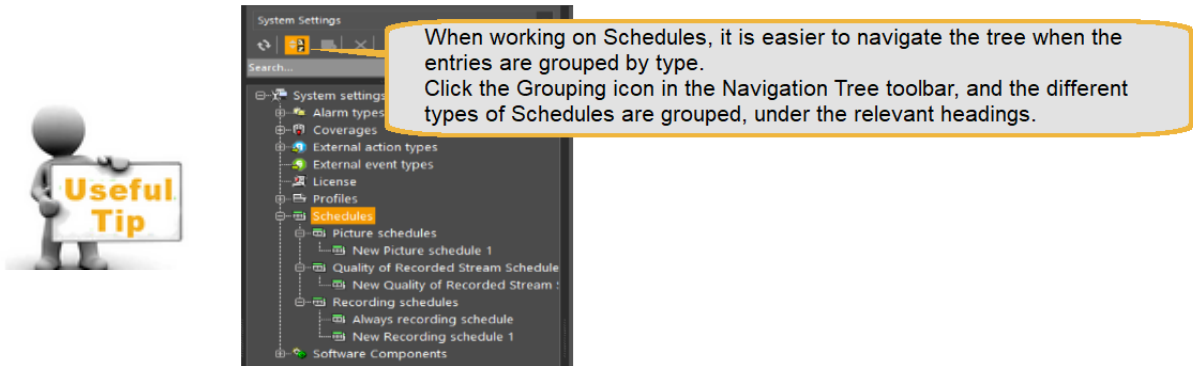 System Settings
Search...
When working on Schedules, it is easier to navigate the tree when the
entries are grouped by type.
Click the Grouping icon in the Navigation Tree toolbar, and the different
types of Schedules are grouped, under the relevant headings.
System settings
Alarm types
Coverages
External action types
External event types
License
Profiles
Schedules
Picture schedules
New Picture schedule 1
Quality of Recorded Stream Schedule
New Quality of Recorded Stream
Recording schedules
Always recording schedule
New Recording schedule 1
Software Components
Useful
Tip